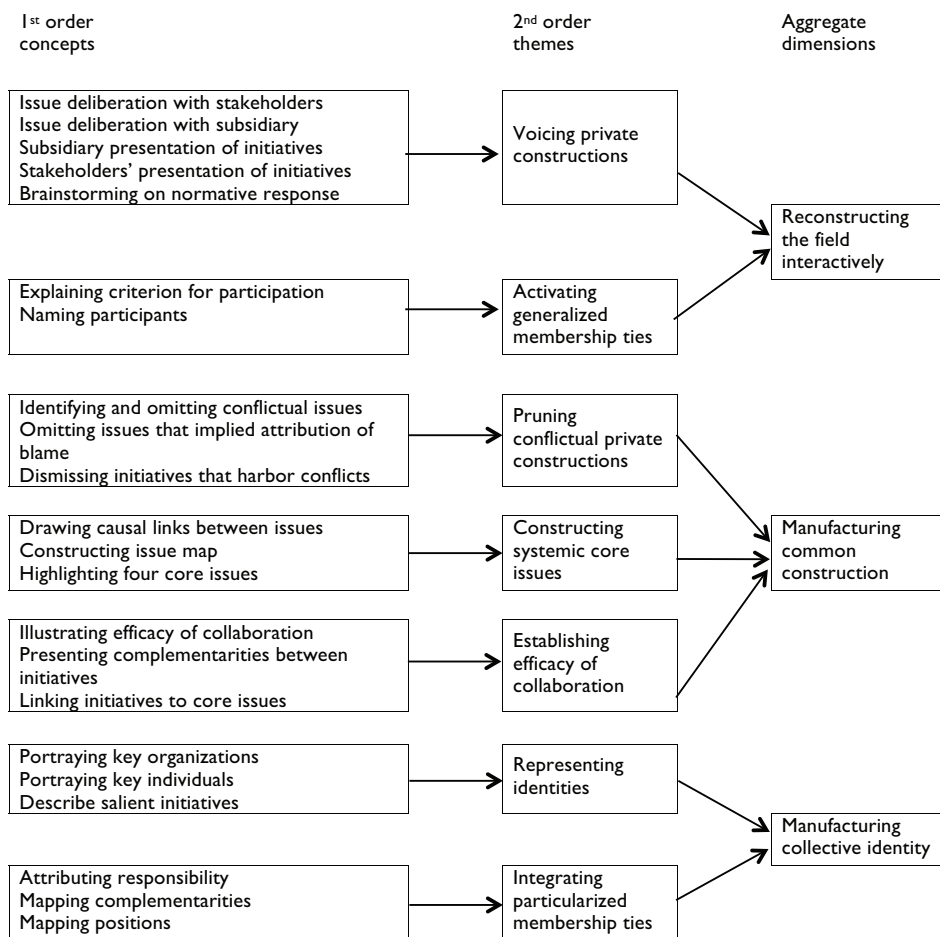 1st order
concepts
2nd order
themes
Aggregate
dimensions
Issue deliberation with stakeholders
Issue deliberation with subsidiary
Subsidiary presentation of initiatives
Stakeholders’ presentation of initiatives
Brainstorming on normative response
Voicing private
constructions
Reconstructing
the field
interactively
Explaining criterion for participation
Naming participants
Activating
generalized
membership ties
Identifying and omitting conflictual issues
Omitting issues that implied attribution of
blame
Dismissing initiatives that harbor conflicts
Pruning
conflictual private
constructions
Drawing causal links between issues
Constructing issue map
Highlighting four core issues
Constructing
systemic core
issues
Manufacturing
common
construction
Illustrating efficacy of collaboration
Presenting complementarities between
initiatives
Linking initiatives to core issues
Establishing
efficacy of
collaboration
Portraying key organizations
Portraying key individuals
Describe salient initiatives
Representing
identities
Manufacturing
collective identity
Attributing responsibility
Mapping complementarities
Mapping positions
Integrating
particularized
membership ties